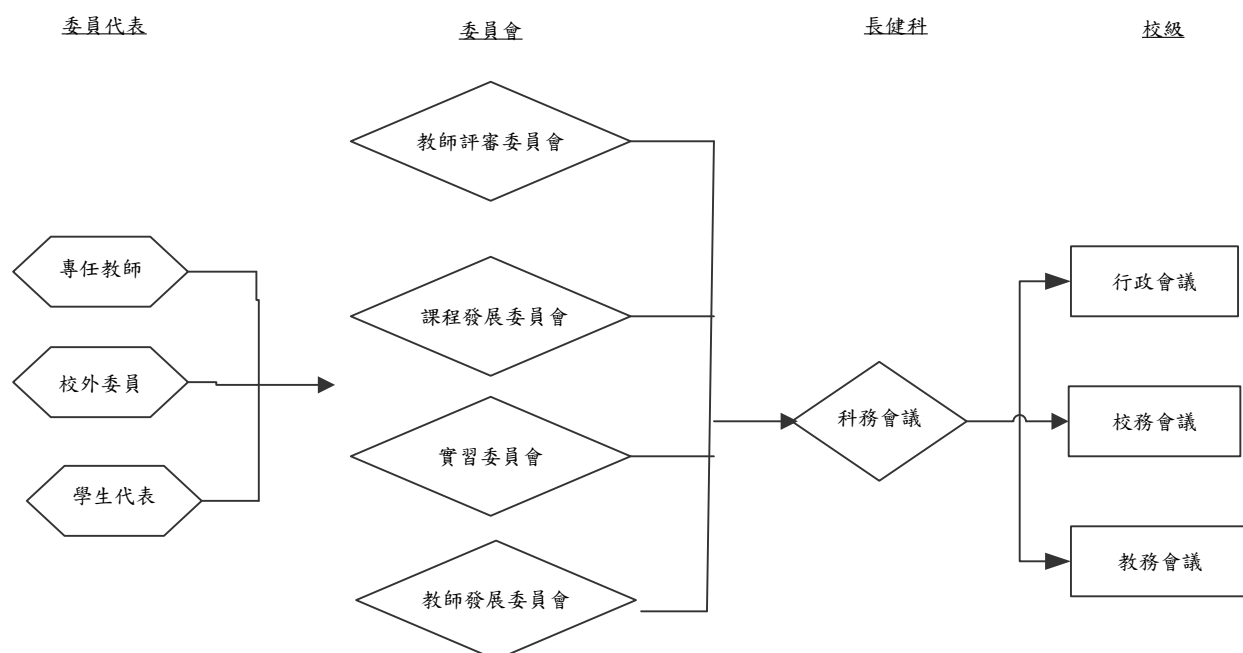 委員代表
委員會
長健科
校級
教師評審委員會
專任教師
課程發展委員會
行政會議
校外委員
科務會議
校務會議
實習委員會
學生代表
教務會議
教師發展委員會